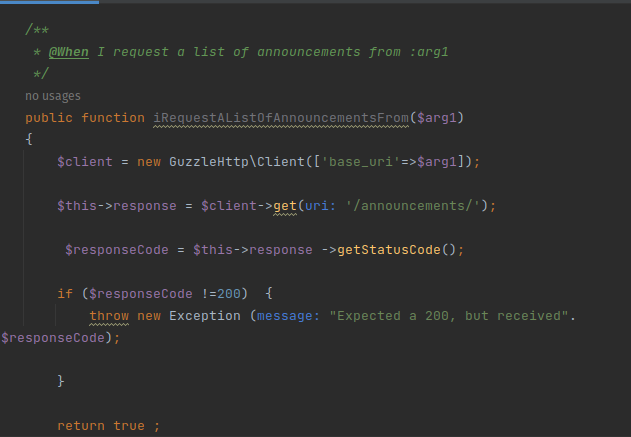 /**
 * @When I request a list of announcements from :arg1
 */
no usages
public function iRequestAListOfAnnouncementsFrom($arg1)
{
    $client = new GuzzleHttp\Client(['base_uri'=>$arg1]);
    $this->response = $client->get(uri: '/announcements/');
     $responseCode = $this->response ->getStatusCode();
    if ($responseCode !=200)  {
        throw new Exception (message: "Expected a 200, but received".
$responseCode);
    }
    return true ;